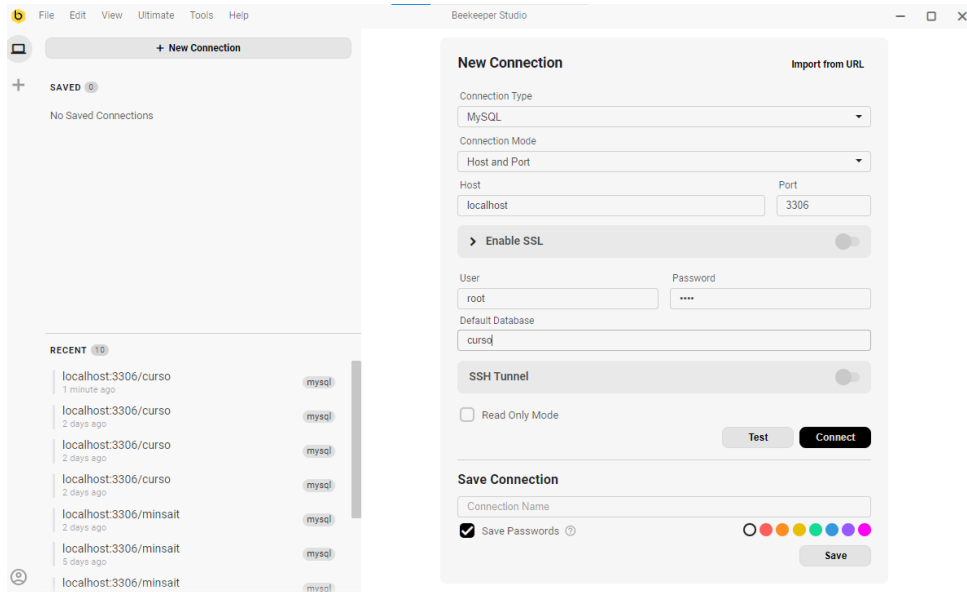 File Edit View Ultimate Tools Help
Beekeeper Studio
+ New Connection
SAVED 0
No Saved Connections
RECENT 10
localhost:3306/curso
1 minute ago
mysql
localhost:3306/curso
2 days ago
mysql
localhost:3306/curso
2 days ago
mysql
localhost:3306/curso
2 days ago
mysql
localhost:3306/minsait
2 days ago
mysql
localhost:3306/minsait
5 days ago
mysql
localhost:3306/minsait
mysql
New Connection
Import from URL
Connection Type
MySQL
Connection Mode
Host and Port
Host Port
localhost 3306
Enable SSL
User Password
root ••••
Default Database
curso
SSH Tunnel
Read Only Mode
Test Connect
Save Connection
Connection Name
Save Passwords ?
Save